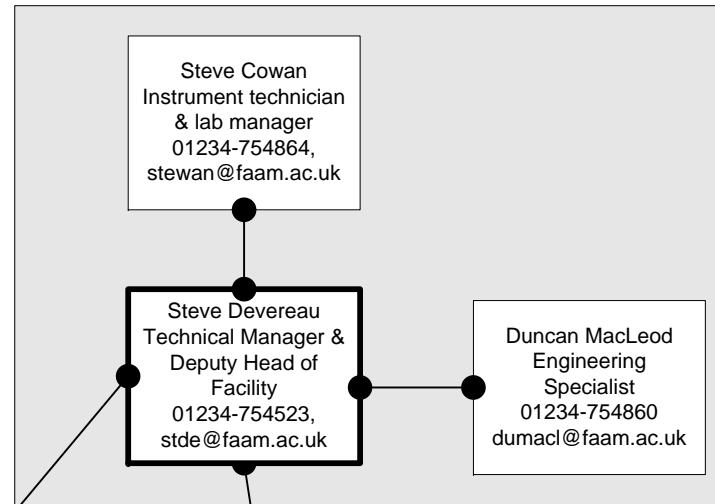 Steve Cowan
Instrument technician
& lab manager
01234-754864,
stewan@faam.ac.uk
Steve Devereau
Technical Manager &
Deputy Head of
Facility
01234-754523,
stde@faam.ac.uk
Duncan MacLeod
Engineering
Specialist
01234-754860
dumacl@faam.ac.uk